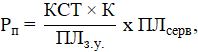 Рп = КСТ × К / ПЛз.у. х ПЛсерв,